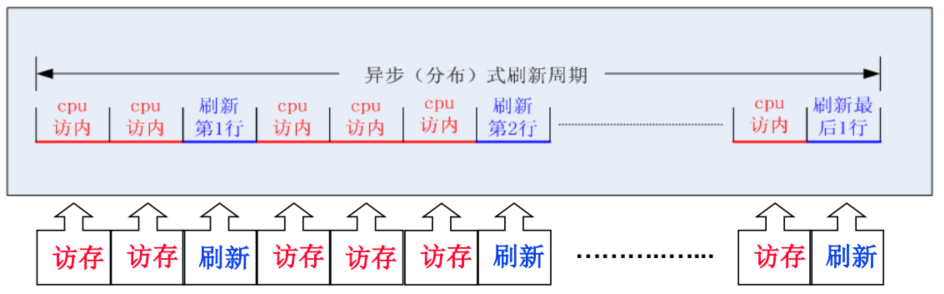 异步（分布）式刷新周期
cpu cpu 刷新 cpu cpu cpu 刷新 cpu 刷新最
访内 访内 第1行 访内 访内 访内 第2行 访内 后1行
访存 访存 刷新 访存 访存 访存 刷新 ………………… 访存 刷新